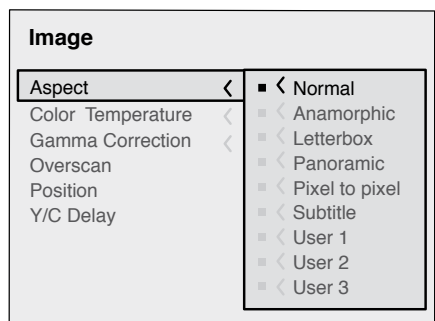 Image
Aspect
Color Temperature
Gamma Correction
Overscan
Position
Y/C Delay
Normal
Anamorphic
Letterbox
Panoramic
Pixel to pixel
Subtitle
User 1
User 2
User 3